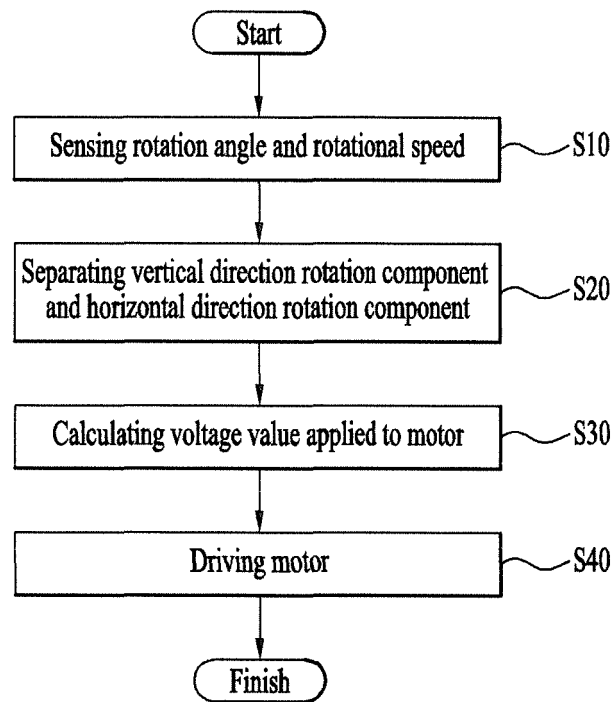 Start
Sensing rotation angle and rotational speed
S10
Separating vertical direction rotation component
and horizontal direction rotation component
S20
Calculating voltage value applied to motor
S30
Driving motor
S40
Finish